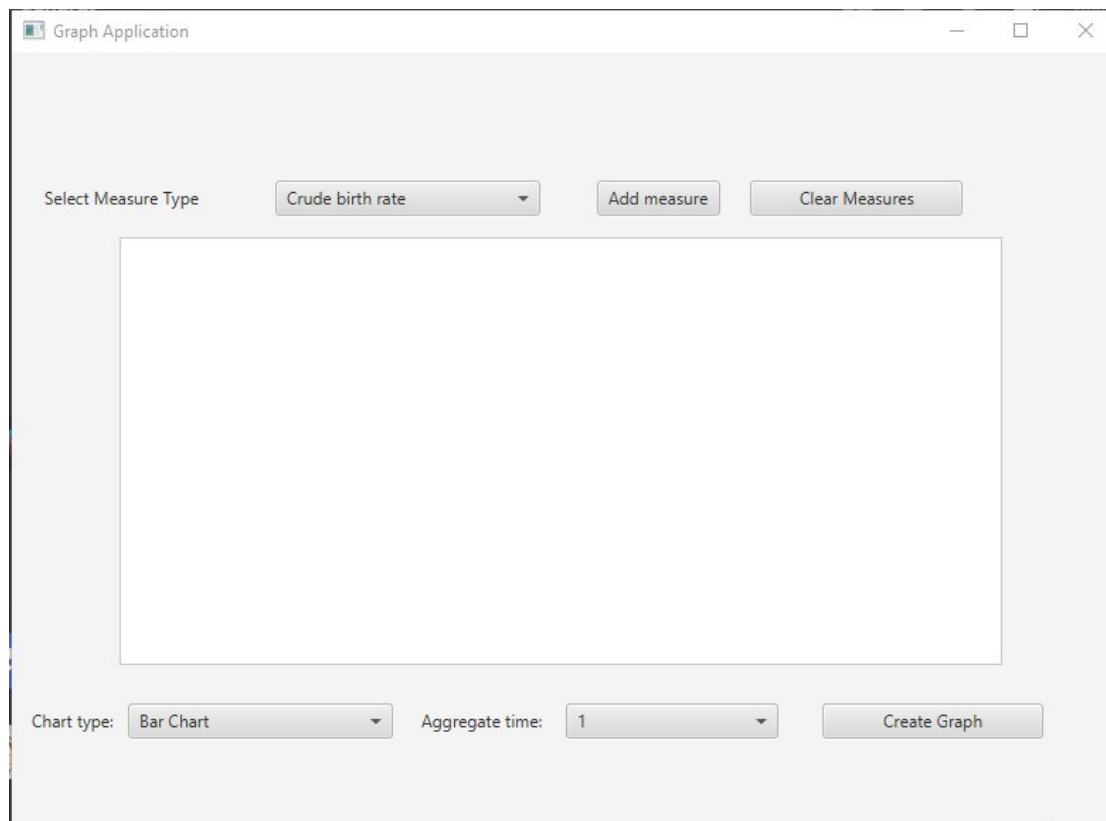 Graph Application
Select Measure Type Crude birth rate Add measure Clear Measures
Chart type: Bar Chart Aggregate time: 1 Create Graph